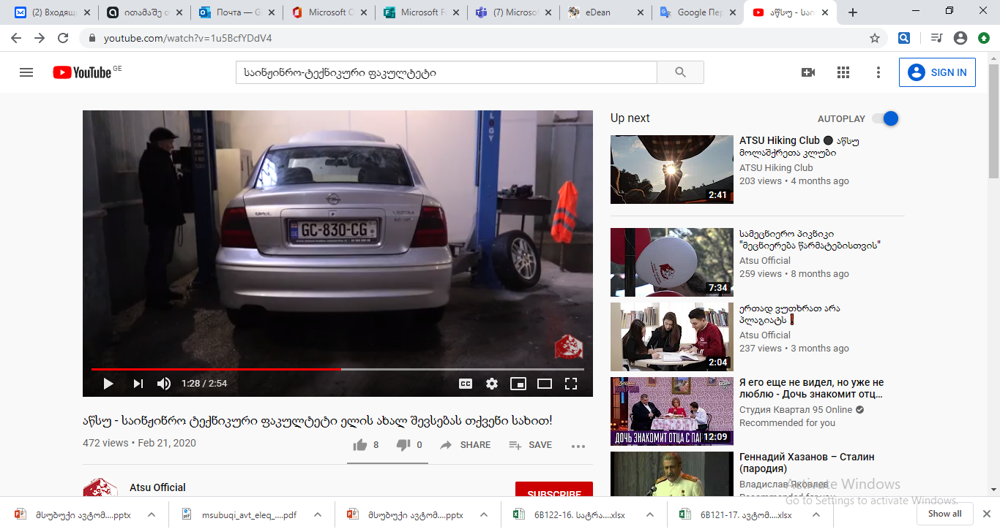 (2) Входящ
ითამაშე
Почта — G
Microsoft
Microsoft F
(7) Microso
eDean
Google Пер
აწსუ - საი
youtube.com/watch?v=1u5BcfYDdV4
YouTube GE
საინჟინრო-ტექნიკური ფაკულტეტი
SIGN IN
OPEL
GC-830-CG
1:28 / 2:54
CC
აწსუ - საინჟინრო ტექნიკური ფაკულტეტი ელის ახალ შევსებას თქვენი სახით!
472 views • Feb 21, 2020
8
0
SHARE
SAVE
Atsu Official
SUBSCRIBE
Up next
AUTOPLAY
2:41
ATSU Hiking Club ⚫ აწსუ
მოლაშქრეთა კლუბი
ATSU Hiking Club
203 views • 4 months ago
7:34
სამეცნიერო პიკნიკი
"მეცნიერება წარმატებისთვის"
Atsu Official
259 views • 8 months ago
2:04
ერთად ვუთხრათ არა
პლაგიატს❗
Atsu Official
237 views • 3 months ago
ДОЧЬ ЗНАКОМИТ ОТЦА С
12:09
Я его еще не видел, но уже не
люблю - Дочь знакомит отц...
Студия Квартал 95 Online
Recommended for you
Геннадий Хазанов – Сталин
(пародия)
Владислав Яковлев
Recommended for you
Activate Windows
Go to Settings to activate Windows.
მსუბუქი ავტომ....pptx
msubuqi_avt_eleq_....pdf
მსუბუქი ავტომ....pptx
6B122-16. სატრა....xlsx
6B121-17. ავტომ....xlsx
Show all